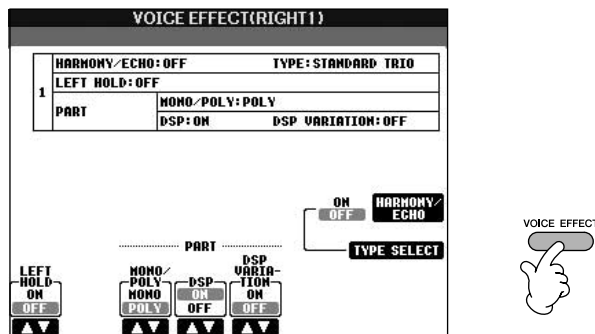 VOICE EFFECT(RIGHT1)
1
HARMONY/ECHO:OFF TYPE:STANDARD TRIO
LEFT HOLD:OFF
PART
MONO/POLY:POLY
DSP:ON DSP VARIATION:OFF
ON
OFF
HARMONY/
ECHO
TYPE SELECT
PART
LEFT
HOLD
ON
OFF
MONO/
POLY
MONO
POLY
DSP
ON
OFF
DSP
VARIA-
TION
ON
OFF
VOICE EFFECT